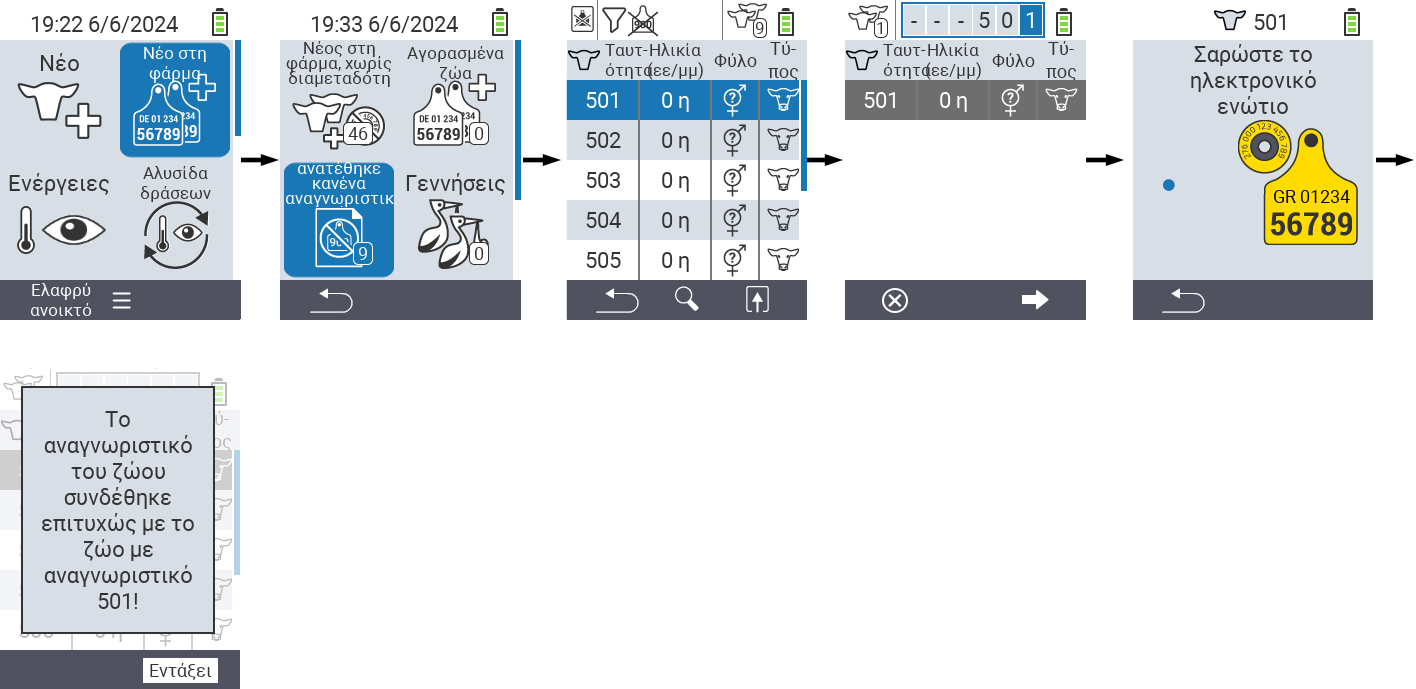 19:22 6/6/2024
Νέο
Νέο στη
φάρμα
DE 01 234
56789
234
89
Ενέργειες
Αλυσίδα
δράσεων
Ελαφρύ
ανοικτό
19:33 6/6/2024
Νέος στη
φάρμα, χωρίς
διαμεταδότη
46
Αγορασμένα
ζώα
DE 01 234
56789
234
0
ανατέθηκε
κανένα
αναγνωριστικ
9
Γεννήσεις
0
9
Ταυτ-
ότητα
Ηλικία
(εε/μμ)
Φύλο
Τύ-
πος
501 0 η
502 0 η
503 0 η
504 0 η
505 0 η
1
- - - 5 0 1
Ταυτ-
ότητα
Ηλικία
(εε/μμ)
Φύλο
Τύ-
πος
501 0 η
501
Σαρώστε το
ηλεκτρονικό
ενώτιο
276 000 123 456 789
GR 01234
56789
Το
αναγνωριστικό
του ζώου
συνδέθηκε
επιτυχώς με το
ζώο με
αναγνωριστικό
501!
ύ-
ος
Εντάξει